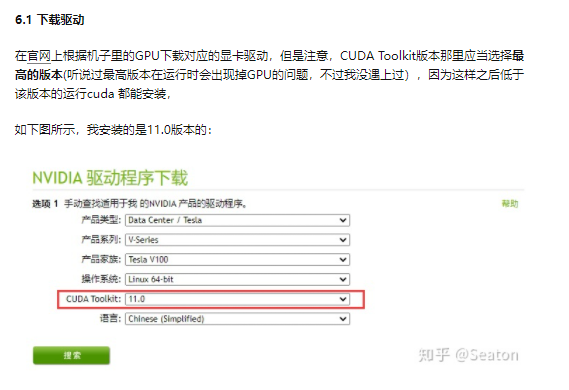 6.1 下载驱动
在官网上根据机子里的GPU下载对应的显卡驱动，但是注意，CUDA Toolkit版本那里应当选择最
高的版本(听说过最高版本在运行时会出现掉GPU的问题，不过我没遇上过），因为这样之后低于
该版本的运行cuda 都能安装，
如下图所示，我安装的是11.0版本的：
NVIDIA 驱动程序下载
选项 1 手动查找适用于我 的NVIDIA 产品的驱动程序。
帮助
产品类型: Data Center / Tesla
产品系列: V-Series
产品家族: Tesla V100
操作系统: Linux 64-bit
CUDA Toolkit: 11.0
语言: Chinese (Simplified)
搜索
知乎 @Seaton